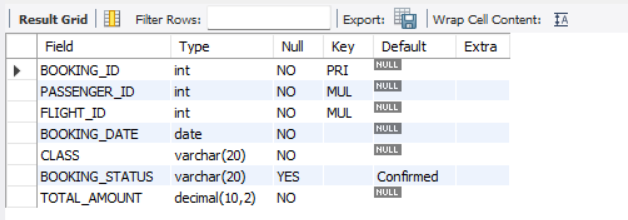 Result Grid Filter Rows: Export: Wrap Cell Content: IA
Field Type Null Key Default Extra
BOOKING_ID int NO PRI NULL
PASSENGER_ID int NO MUL NULL
FLIGHT_ID int NO MUL NULL
BOOKING_DATE date NO NULL
CLASS varchar(20) NO NULL
BOOKING_STATUS varchar(20) YES Confirmed
TOTAL_AMOUNT decimal(10,2) NO NULL